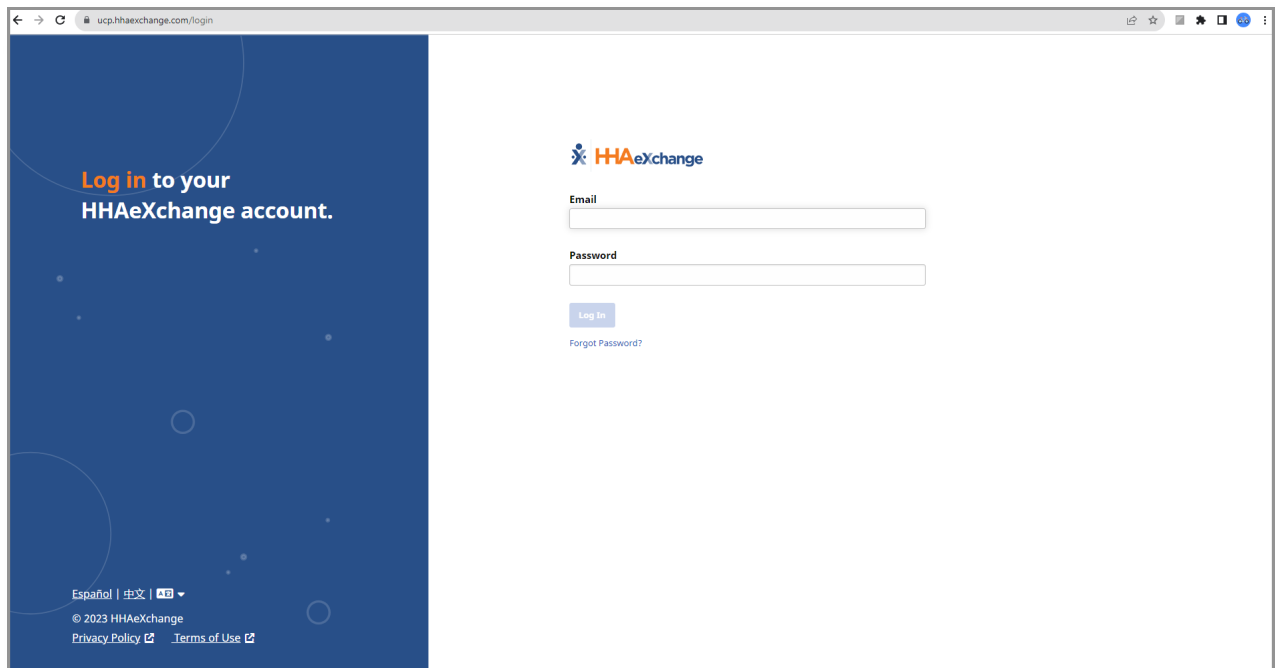 ucp.hhaexchange.com/login
Log in to your
HHAeXchange account.
HHAeXchange
Email
Password
Log In
Forgot Password?
Español | 中文 |
© 2023 HHAeXchange
Privacy Policy Terms of Use